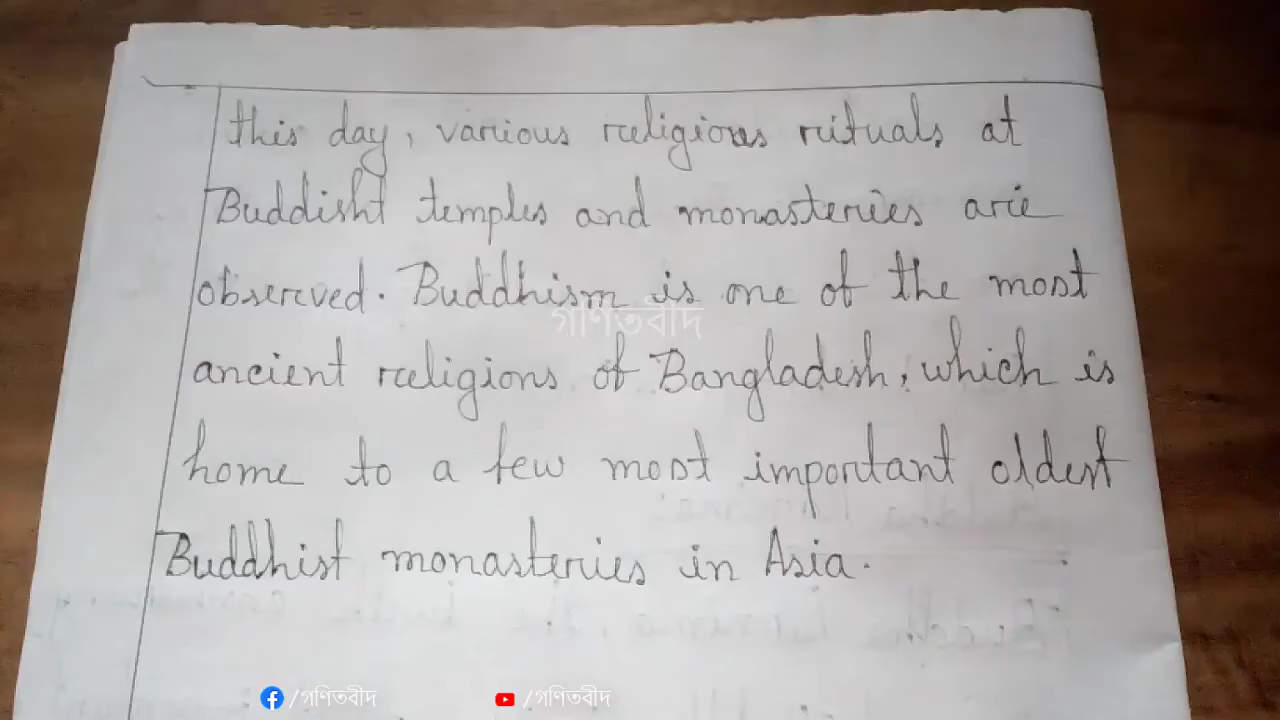 this day, various religious rituals at
Buddisht temples and monasteries are
observed. Buddhism is one of the most
গণিতবীদ
ancient religions of Bangladesh, which is
home to a few most important oldest
Buddhist monasteries in Asia.
/গণিতবীদ /গণিতবীদ